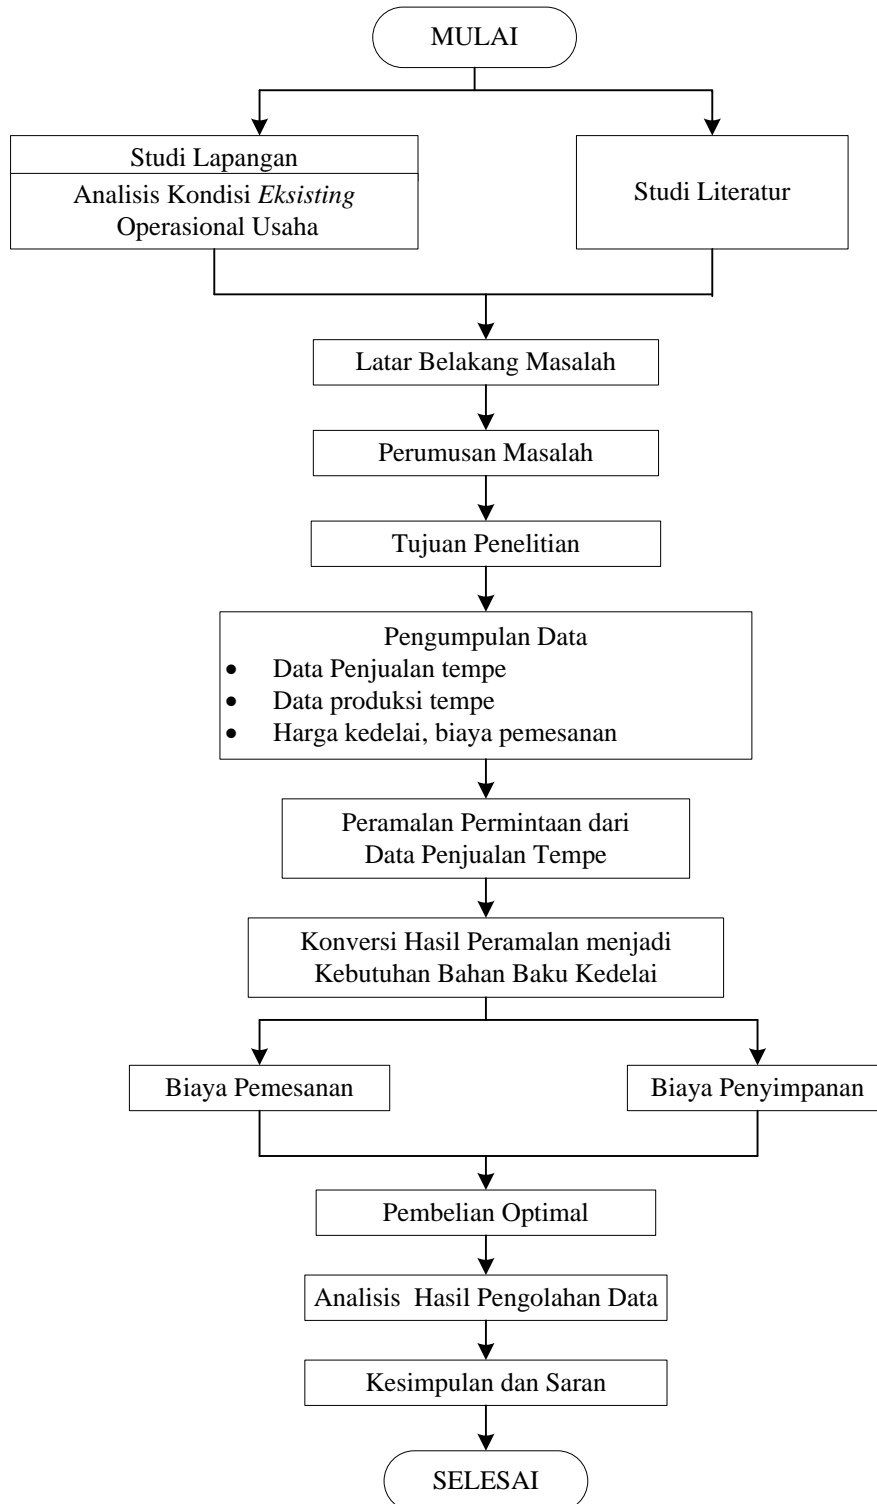 MULAI
Studi Lapangan
Analisis Kondisi Eksisting
Operasional Usaha
Studi Literatur
Latar Belakang Masalah
Perumusan Masalah
Tujuan Penelitian
Pengumpulan Data
• Data Penjualan tempe
• Data produksi tempe
• Harga kedelai, biaya pemesanan
Peramalan Permintaan dari
Data Penjualan Tempe
Konversi Hasil Peramalan menjadi
Kebutuhan Bahan Baku Kedelai
Biaya Pemesanan
Biaya Penyimpanan
Pembelian Optimal
Analisis  Hasil Pengolahan Data
Kesimpulan dan Saran
SELESAI